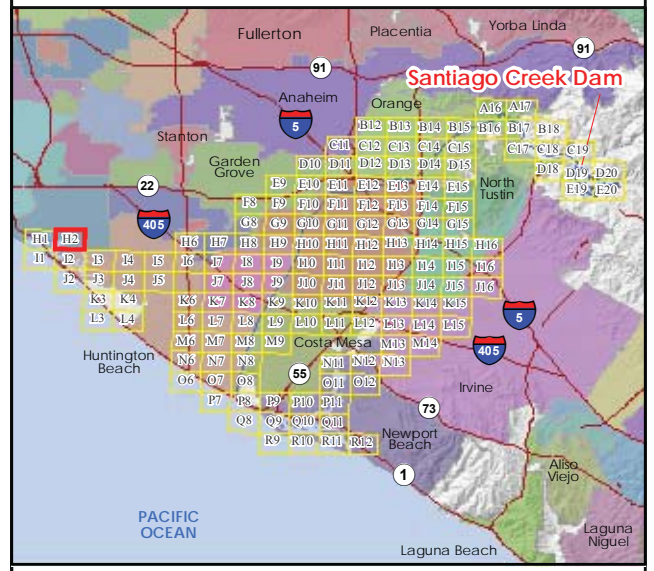 Yorba Linda
Fullerton
Placentia
91
91
Santiago Creek Dam
Anaheim
Orange
A16 A17
5
B12 B13 B14 B15 B16 B17 B18
Stanton
C11 C12 C13 C14 C15 C17 C18 C19
Garden
Grove
D10 D11 D12 D13 D14 D15 D18 D19 D20
22
E9 E10 E11 E12 E13 E14 E15 E19 E20
North
Tustin
F8 F9 F10 F11 F12 F13 F14 F15
405
G8 G9 G10 G11 G12 G13 G14 G15
H1 H2 H6 H7 H8 H9 H10 H11 H12 H13 H14 H15 H16
I1 I2 I3 I4 I5 I6 I7 I8 I9 I10 I11 I12 I13 I14 I15 I16
J2 J3 J4 J5 J7 J8 J9 J10 J11 J12 J13 J14 J15 J16
K3 K4 K6 K7 K8 K9 K10 K11 K12 K13 K14 K15
5
L3 L4 L6 L7 L8 L9 L10 L11 L12 L13 L14 L15
M6 M7 M8 M9 Costa Mesa M13 M14
405
Huntington
Beach
N6 N7 N8 N11 N12 N13
55
O6 O7 O8 O11 O12
Irvine
P7 P8 P9 P10 P11
73
Q8 Q9 Q10 Q11
Newport
Beach
R9 R10 R11 R12
1
Aliso
Viejo
PACIFIC
OCEAN
Laguna
Niguel
Laguna Beach